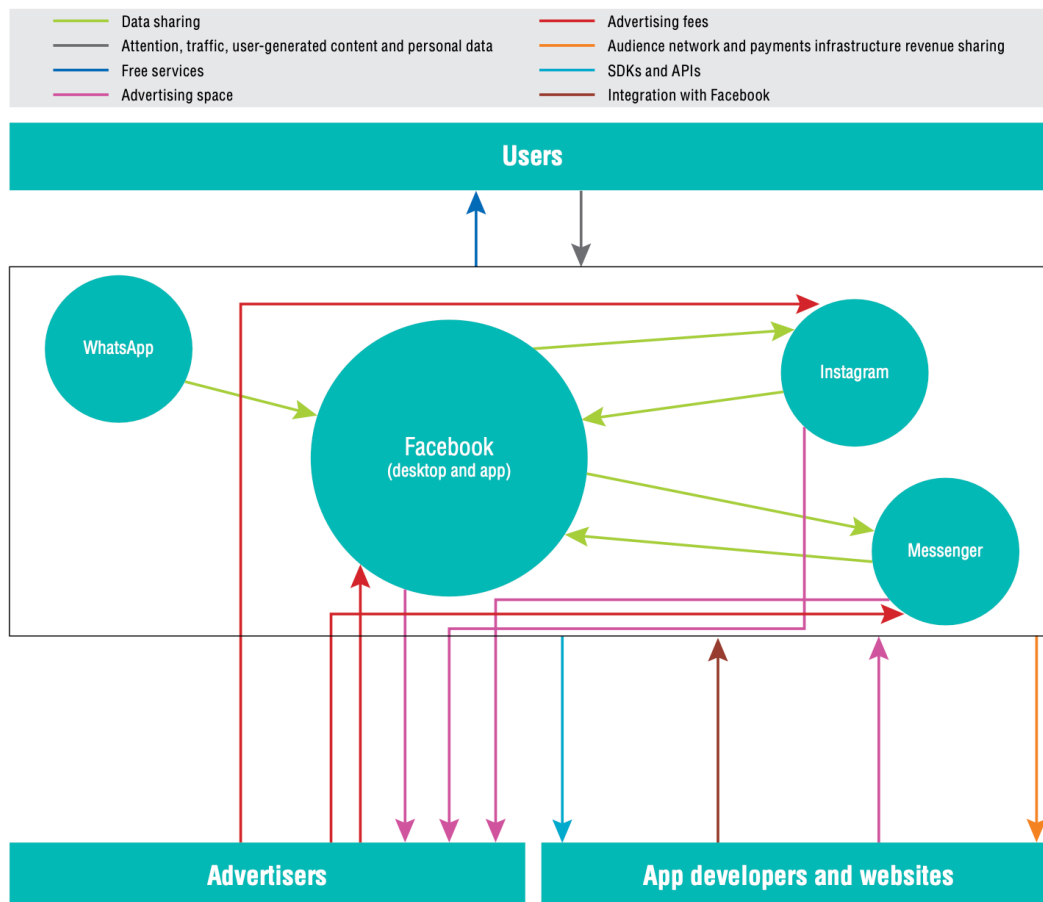 Data sharing
Attention, traffic, user-generated content and personal data
Free services
Advertising space
Advertising fees
Audience network and payments infrastructure revenue sharing
SDKs and APIs
Integration with Facebook
Users
WhatsApp
Facebook
(desktop and app)
Instagram
Messenger
Advertisers
App developers and websites